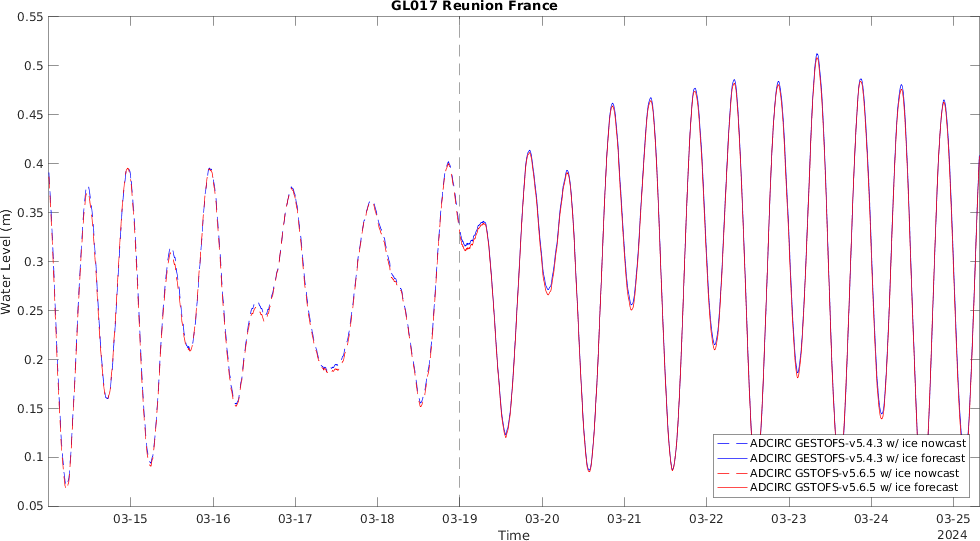 GL017 Reunion France
0.55
0.5
0.45
0.4
0.35
0.3
0.25
0.2
0.15
0.1
0.05
Water Level (m)
ADCIRC GESTOFS-v5.4.3 w/ ice nowcast
ADCIRC GESTOFS-v5.4.3 w/ ice forecast
ADCIRC GSTOFS-v5.6.5 w/ ice nowcast
ADCIRC GSTOFS-v5.6.5 w/ ice forecast
03-15 03-16 03-17 03-18 03-19 03-20 03-21 03-22 03-23 03-24 03-25
2024
Time